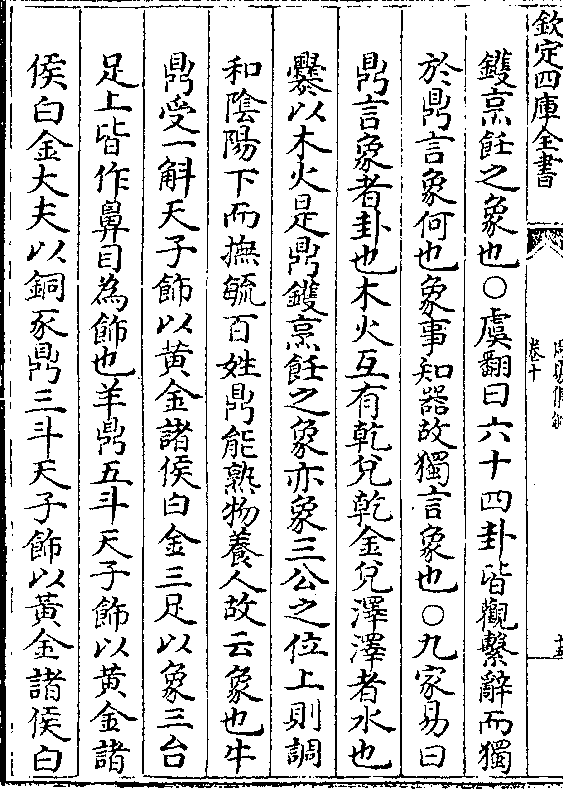 欽定四庫全書
卷十
鑊烹飪之象也○虞翻曰六十四卦皆觀繫辭而獨
於鼎言象何也象事知器故獨言象也○九家易曰
鼎言象者卦也木火互有乾兌乾金兌澤澤者水也
爨以木火是鼎鑊烹飪之象亦象三公之位上則調
和陰陽下而撫毓百姓鼎能熟物養人故云象也牛
鼎受一斛天子飾以黃金諸侯白金三足以象三台
足上皆作鼻目為飾也羊鼎五斗天子飾以黃金諸
侯白金大夫以銅豕鼎三斗天子飾以黃金諸侯白